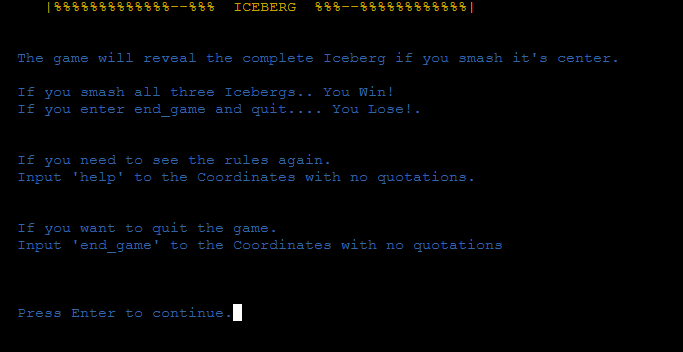 |%%%%%%%%%%%%%--%%%  ICEBERG  %%%--%%%%%%%%%%%%|
The game will reveal the complete Iceberg if you smash it's center.
If you smash all three Icebergs.. You Win!
If you enter end_game and quit.... You Lose!.
If you need to see the rules again.
Input 'help' to the Coordinates with no quotations.
If you want to quit the game.
Input 'end_game' to the Coordinates with no quotations
Press Enter to continue.